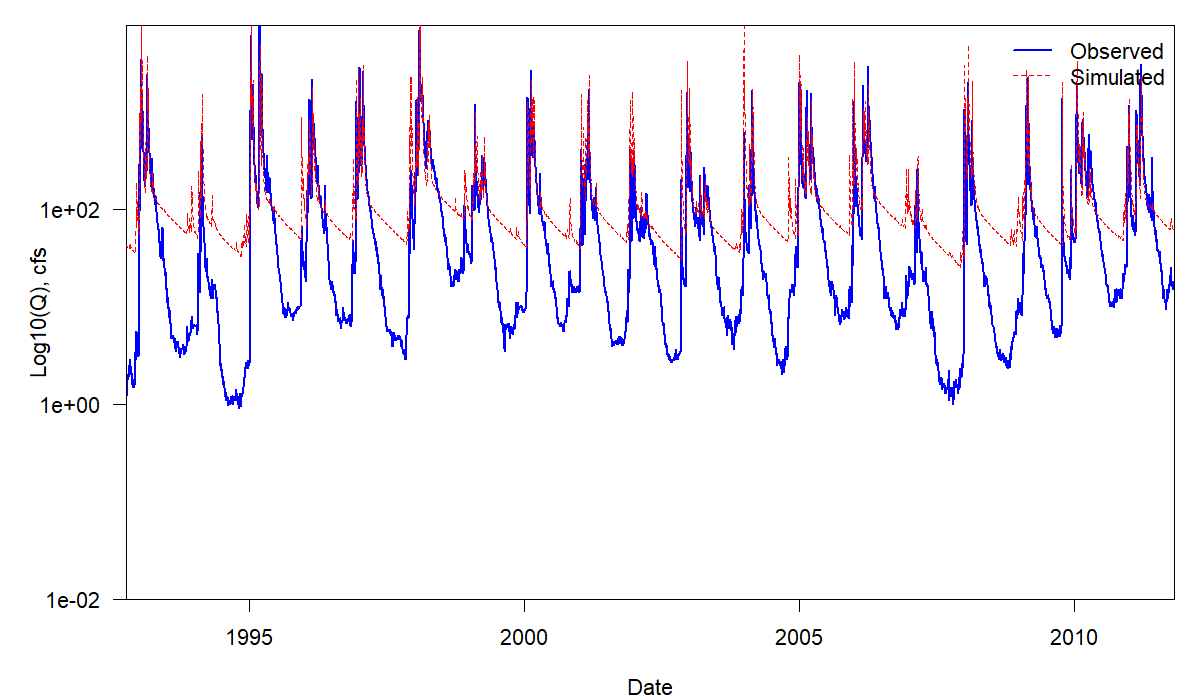 Observed
Simulated
1e+02
1e+00
1e-02
Log10(Q), cfs
1995
2000
2005
2010
Date